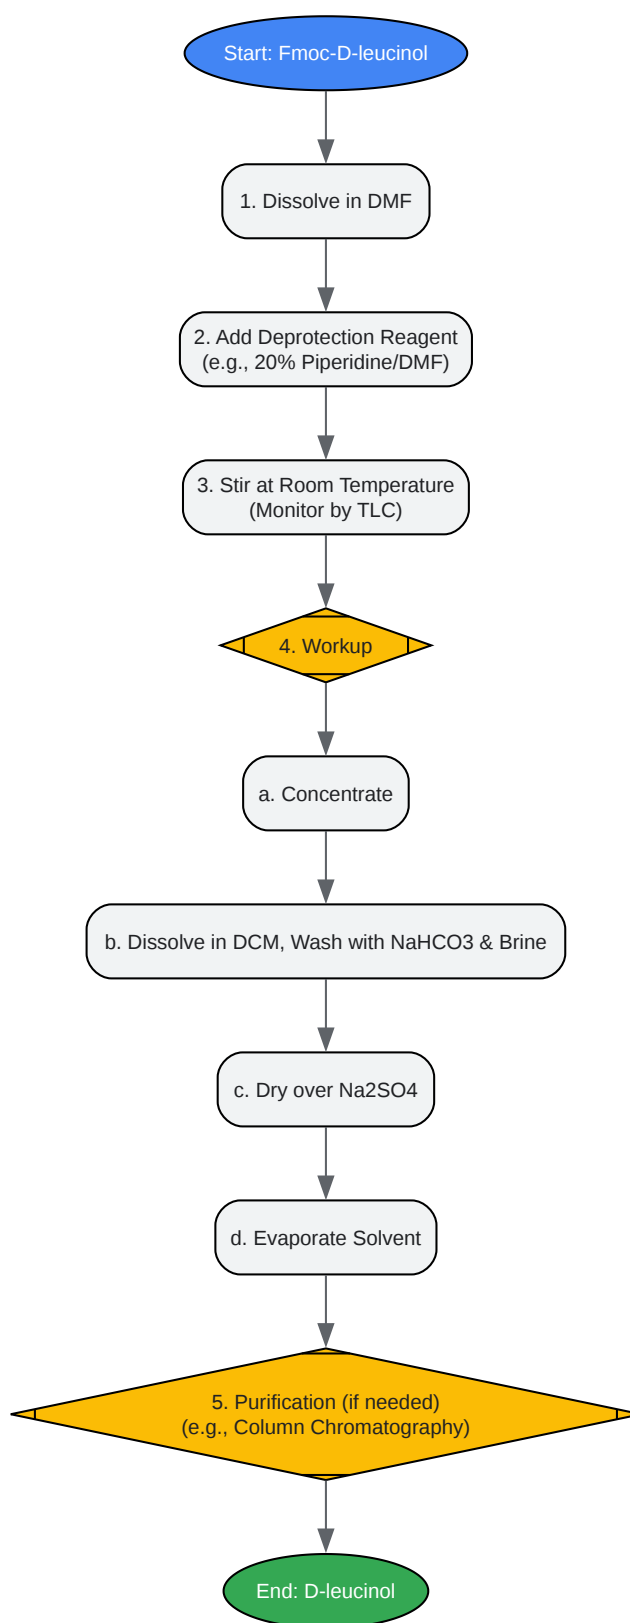 Start: Fmoc-D-leucinol
1. Dissolve in DMF
2. Add Deprotection Reagent
(e.g., 20% Piperidine/DMF)
3. Stir at Room Temperature
(Monitor by TLC)
4. Workup
a. Concentrate
b. Dissolve in DCM, Wash with NaHCO3 & Brine
c. Dry over Na2SO4
d. Evaporate Solvent
5. Purification (if needed)
(e.g., Column Chromatography)
End: D-leucinol